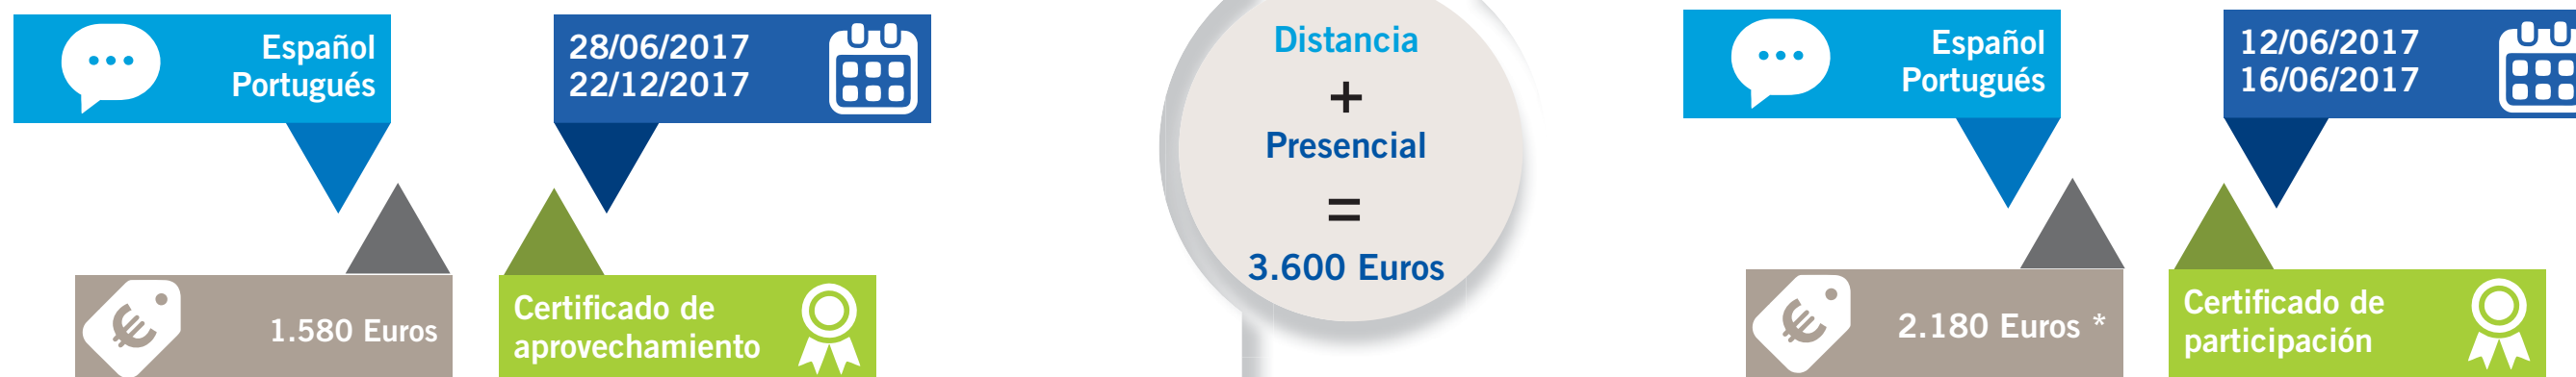 Español
Portugués
28/06/2017
22/12/2017
1.580 Euros
Certificado de
aprovechamiento
Distancia
+
Presencial
=
3.600 Euros
Español
Portugués
12/06/2017
16/06/2017
2.180 Euros *
Certificado de
participación